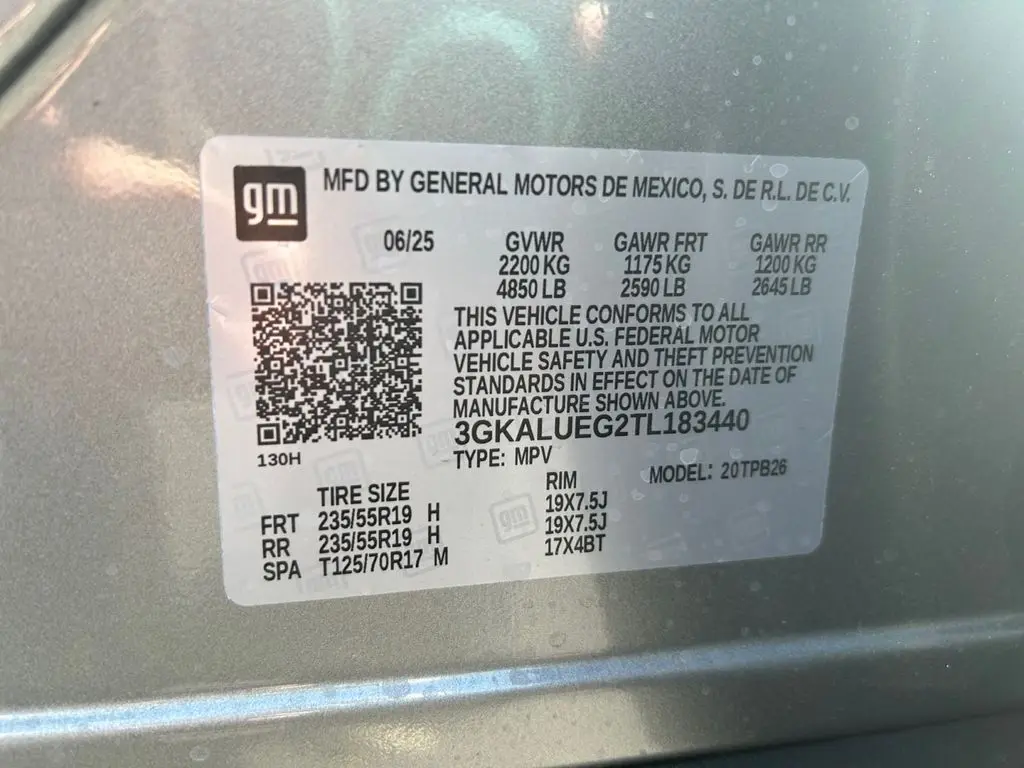 gm
MFD BY GENERAL MOTORS DE MEXICO, S. DE R.L. DE C.V.
06/25 GVWR GAWR FRT GAWR RR
2200 KG 1175 KG 1200 KG
4850 LB 2590 LB 2645 LB
THIS VEHICLE CONFORMS TO ALL
APPLICABLE U.S. FEDERAL MOTOR
VEHICLE SAFETY AND THEFT PREVENTION
STANDARDS IN EFFECT ON THE DATE OF
MANUFACTURE SHOWN ABOVE.
3GKALUEG2TL183440
130H
TYPE: MPV MODEL: 20TPB26
TIRE SIZE RIM
FRT 235/55R19 H 19X7.5J
RR 235/55R19 H 19X7.5J
SPA T125/70R17 M 17X4BT
gm